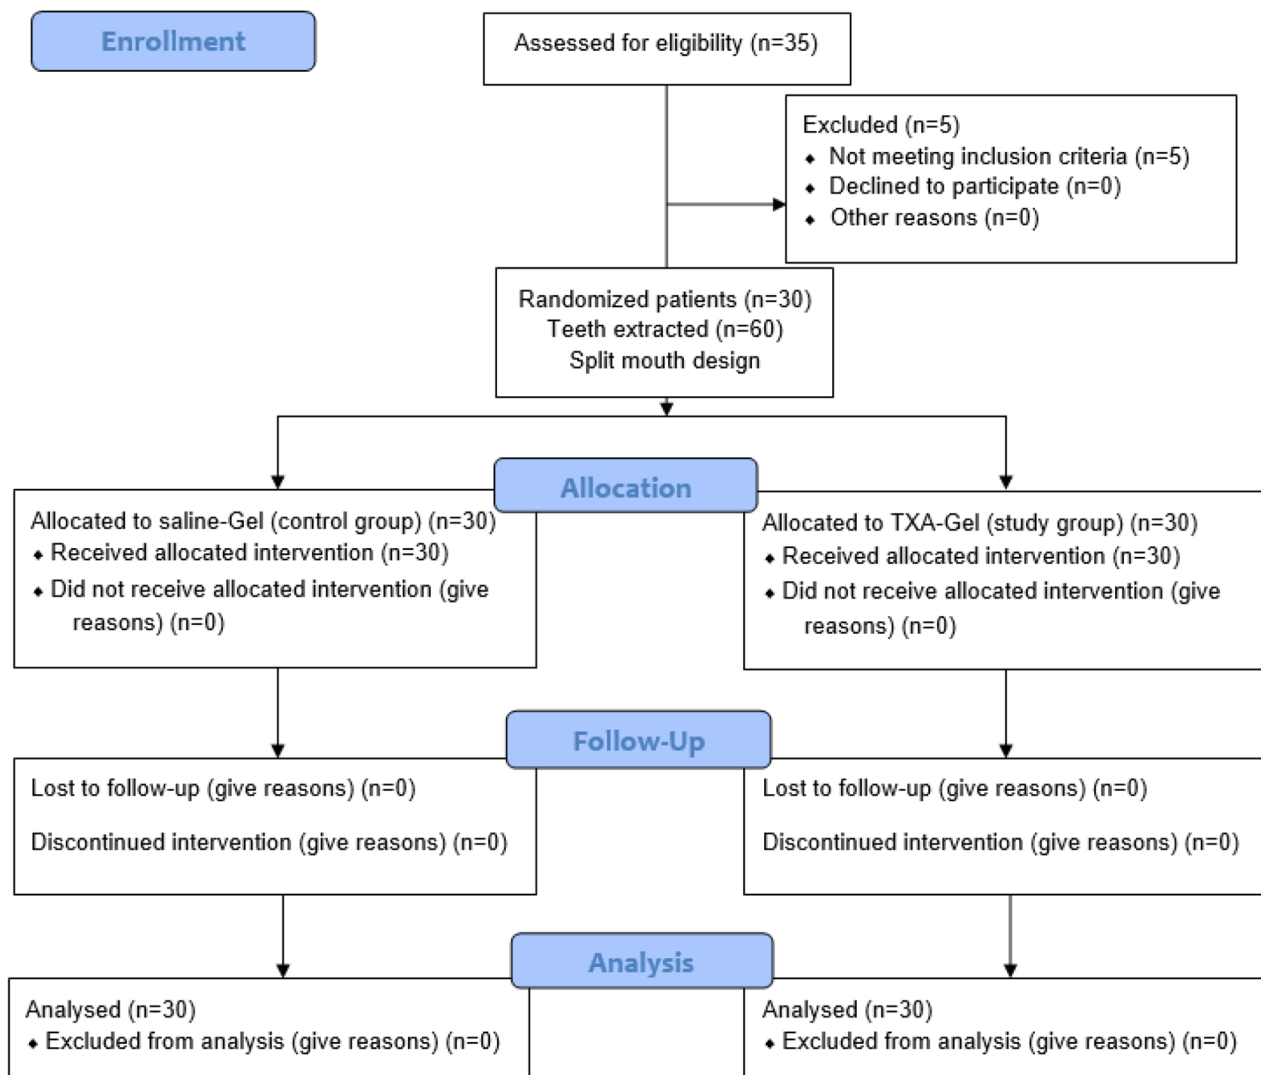 Enrollment
Assessed for eligibility (n=35)
Excluded (n=5)
⬥ Not meeting inclusion criteria (n=5)
⬥ Declined to participate (n=0)
⬥ Other reasons (n=0)
Randomized patients (n=30)
Teeth extracted (n=60)
Split mouth design
Allocation
Allocated to saline-Gel (control group) (n=30)
⬥ Received allocated intervention (n=30)
⬥ Did not receive allocated intervention (give
reasons) (n=0)
Allocated to TXA-Gel (study group) (n=30)
⬥ Received allocated intervention (n=30)
⬥ Did not receive allocated intervention (give
reasons) (n=0)
Follow-Up
Lost to follow-up (give reasons) (n=0)
Discontinued intervention (give reasons) (n=0)
Lost to follow-up (give reasons) (n=0)
Discontinued intervention (give reasons) (n=0)
Analysis
Analysed (n=30)
⬥ Excluded from analysis (give reasons) (n=0)
Analysed (n=30)
⬥ Excluded from analysis (give reasons) (n=0)